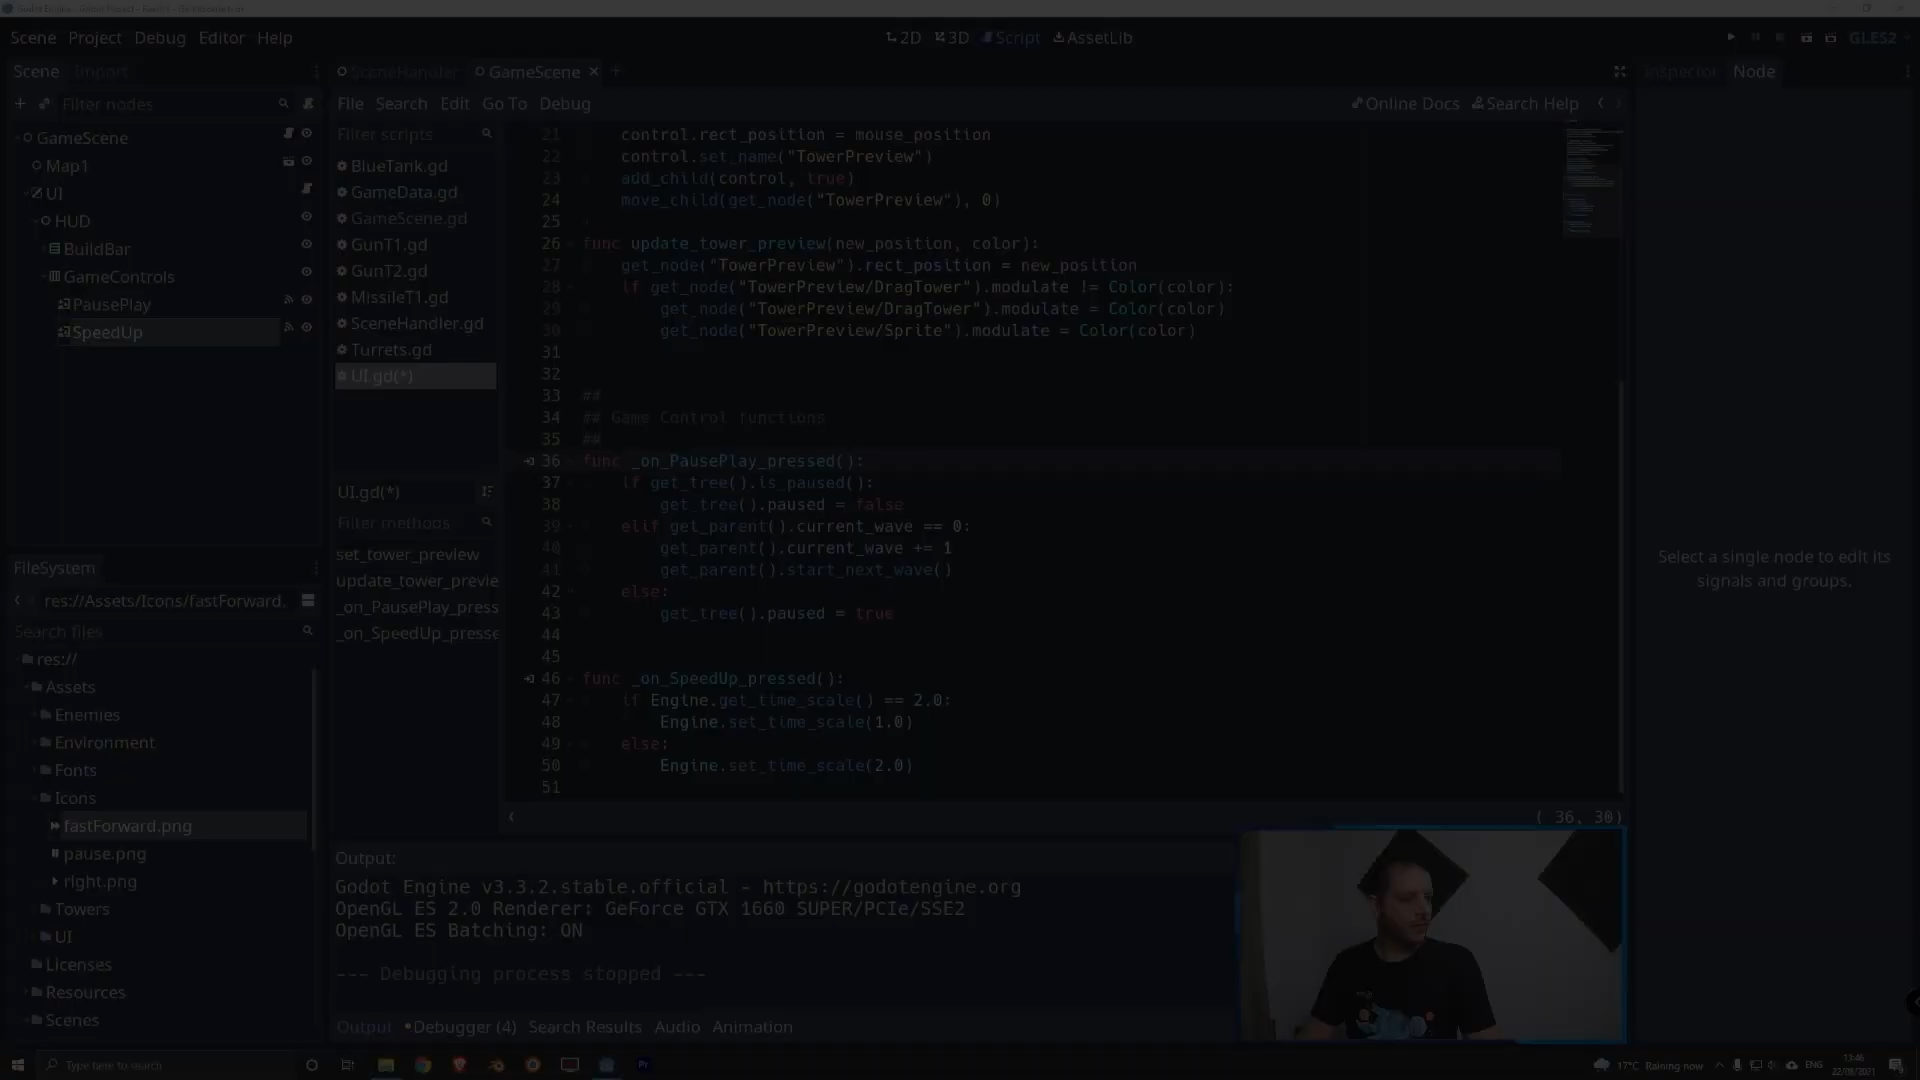 Scene Project Debug Editor Help
2D 3D Script AssetLib
GLES2
Scene Import
SceneHandler GameScene
Inspector Node
Filter nodes
File Search Edit Go To Debug
Online Docs Search Help
GameScene
Map1
UI
HUD
BuildBar
GameControls
PausePlay
SpeedUp
Filter scripts
BlueTank.gd
GameData.gd
GameScene.gd
GunT1.gd
GunT2.gd
MissileT1.gd
SceneHandler.gd
Turrets.gd
UI.gd(*)
UI.gd(*)
Filter methods
set_tower_preview
update_tower_previe
_on_PausePlay_press
_on_SpeedUp_presse
21 control.rect_position = mouse_position
22 control.set_name("TowerPreview")
23 add_child(control, true)
24 move_child(get_node("TowerPreview"), 0)
25
26 func update_tower_preview(new_position, color):
27 get_node("TowerPreview").rect_position = new_position
28 if get_node("TowerPreview/DragTower").modulate != Color(color):
29 get_node("TowerPreview/DragTower").modulate = Color(color)
30 get_node("TowerPreview/Sprite").modulate = Color(color)
31
32
33 ##
34 ## Game Control functions
35 ##
36 func _on_PausePlay_pressed():
37 if get_tree().is_paused():
38 get_tree().paused = false
39 elif get_parent().current_wave == 0:
40 get_parent().current_wave += 1
41 get_parent().start_next_wave()
42 else:
43 get_tree().paused = true
44
45
46 func _on_SpeedUp_pressed():
47 if Engine.get_time_scale() == 2.0:
48 Engine.set_time_scale(1.0)
49 else:
50 Engine.set_time_scale(2.0)
51
( 36, 30)
Select a single node to edit its
signals and groups.
FileSystem
res://Assets/Icons/fastForward.
Search files
res://
Assets
Enemies
Environment
Fonts
Icons
fastForward.png
pause.png
right.png
Towers
UI
Licenses
Resources
Scenes
Output:
Godot Engine v3.3.2.stable.official - https://godotengine.org
OpenGL ES 2.0 Renderer: GeForce GTX 1660 SUPER/PCIe/SSE2
OpenGL ES Batching: ON
--- Debugging process stopped ---
Output Debugger (4) Search Results Audio Animation
Type here to search
17°C Raining now
ENG
13:46
22/08/2021